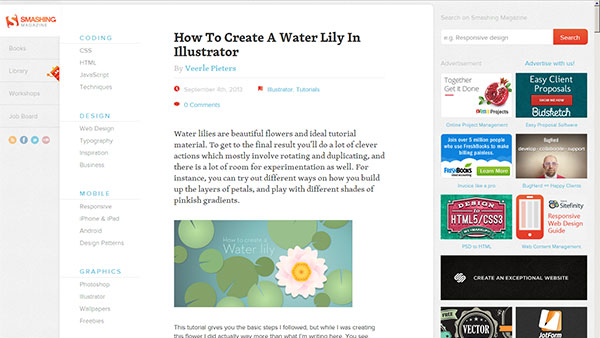 SMASHING
MAGAZINE
Books
Library
Workshops
Job Board
CODING
CSS
HTML
JavaScript
Techniques
DESIGN
Web Design
Typography
Inspiration
Business
MOBILE
Responsive
iPhone & iPad
Android
Design Patterns
GRAPHICS
Photoshop
Illustrator
Wallpapers
Freebies
How To Create A Water Lily In
Illustrator
By Veerle Pieters
September 4th, 2013
Illustrator, Tutorials
0 Comments
Water lilies are beautiful flowers and ideal tutorial
material. To get to the final result you'll do a lot of clever
actions which mostly involve rotating and duplicating, and
there is a lot of room for experimentation as well. For
instance, you can try out different ways on how you build
up the layers of petals, and play with different shades of
pinkish gradients.
How to create a
Water lily
This tutorial gives you the basic steps I followed, but while I was creating
this flower I did actually way more than what I'm writing here. You see
Search on Smashing Magazine
e.g. Responsive design
Search
Advertisement
Advertise with us!
Together
Get it Done
Projects
Online Project Management
Easy Client
Proposals
SHOW ME NOW
Bidsketch
Easy Proposal Software
Join over 5 million people
who use FreshBooks to make
billing painless.
FRESHBOOKS
Learn More
Invoice like a pro
BugHerd
develop - collaborate - support
BugHerd == Happy Clients
DESIGN
to
HTML5/CSS3
PSD to HTML
Sitefinity
Responsive
Web Design
Guide
Web Content Management
CREATE AN EXCEPTIONAL WEBSITE
FREE
VECTOR
JotForm